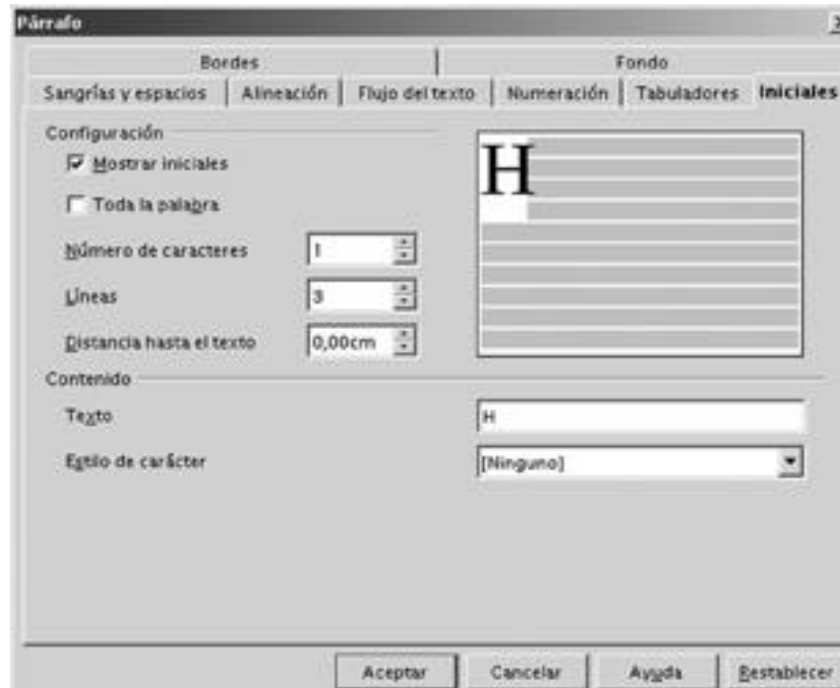 Párrafo
Bordes Fondo
Sangrías y espacios Alineación Flujo del texto Numeración Tabuladores Iniciales
Configuración
Mostrar iniciales
Toda la palabra
Número de caracteres 1
Líneas 3
Distancia hasta el texto 0,00cm
H
Contenido
Texto H
Estilo de carácter [Ninguno]
Aceptar Cancelar Ayuda Restablecer